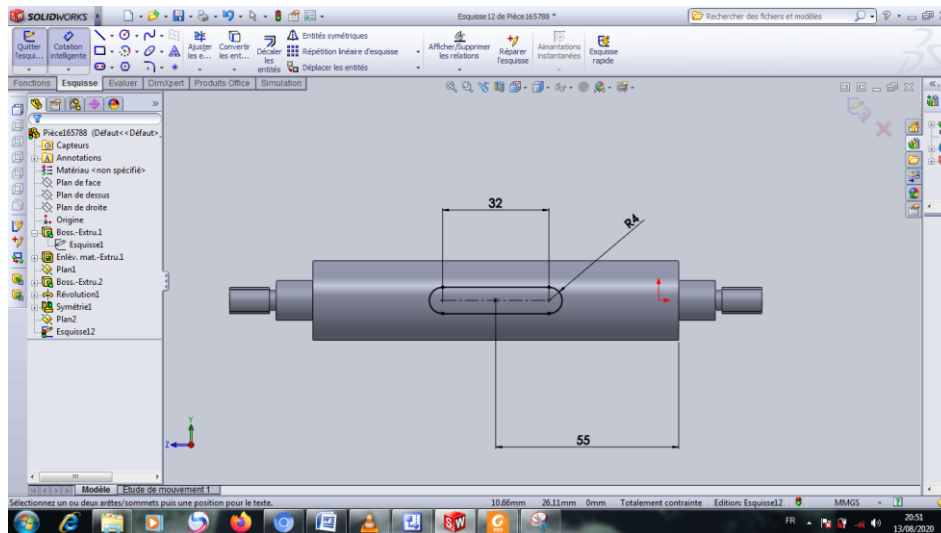 SOLIDWORKS
Esquisse12 de Pièce165788 *
Rechercher des fichiers et modèles
Quitter l'esqui...
Cotation intelligente
Ajuster les e...
Convertir les ent...
Décaler les entités
Entités symétriques
Répétition linéaire d'esquisse
Déplacer les entités
Afficher/Supprimer les relations
Réparer l'esquisse
Aimantations instantanées
Esquisse rapide
Fonctions Esquisse Evaluer DimXpert Produits Office Simulation
Pièce165788 (Défaut<<Défaut>_
Capteurs
Annotations
Matériau <non spécifié>
Plan de face
Plan de dessus
Plan de droite
Origine
Boss.-Extru.1
Esquisse1
Enlèv. mat.-Extru.1
Plan1
Boss.-Extru.2
Révolution1
Symétrie1
Plan2
Esquisse12
32
R4
55
Y
Z
Modèle Etude de mouvement 1
Sélectionnez un ou deux arêtes/sommets puis une position pour le texte.
10.66mm 26.11mm 0mm Totalement contrainte Edition: Esquisse12 MMGS
FR
20:51
13/08/2020